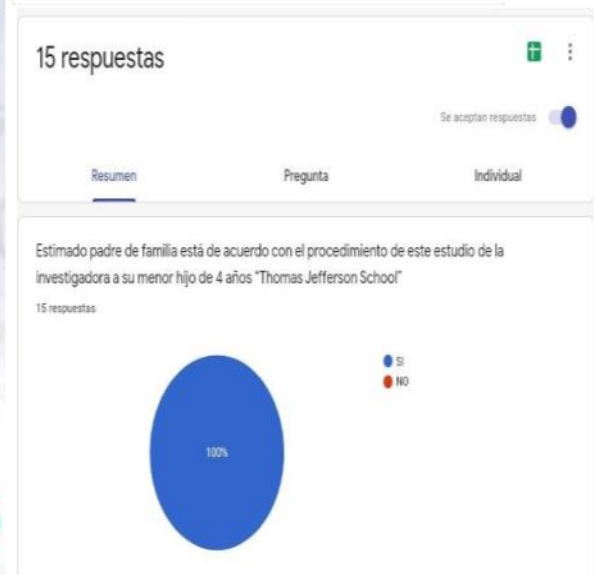 15 respuestas
Se aceptan respuestas
Resumen Pregunta Individual
Estimado padre de familia está de acuerdo con el procedimiento de este estudio de la
investigadora a su menor hijo de 4 años "Thomas Jefferson School"
15 respuestas
SI
NO
100%